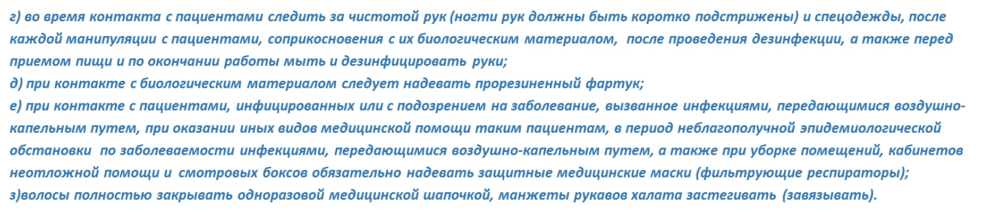 г) во время контакта с пациентами следить за чистотой рук (ногти рук должны быть коротко подстрижены) и спецодежды, после
каждой манипуляции с пациентами, соприкосновения с их биологическим материалом, после проведения дезинфекции, а также перед
приемом пищи и по окончании работы мыть и дезинфицировать руки;
д) при контакте с биологическим материалом следует надевать прорезиненный фартук;
е) при контакте с пациентами, инфицированных или с подозрением на заболевание, вызванное инфекциями, передающимися воздушно-
капельным путем, при оказании иных видов медицинской помощи таким пациентам, в период неблагополучной эпидемиологической
обстановки по заболеваемости инфекциями, передающимися воздушно-капельным путем, а также при уборке помещений, кабинетов
неотложной помощи и смотровых боксов обязательно надевать защитные медицинские маски (фильтрующие респираторы);
з)волосы полностью закрывать одноразовой медицинской шапочкой, манжеты рукавов халата застегивать (завязывать).